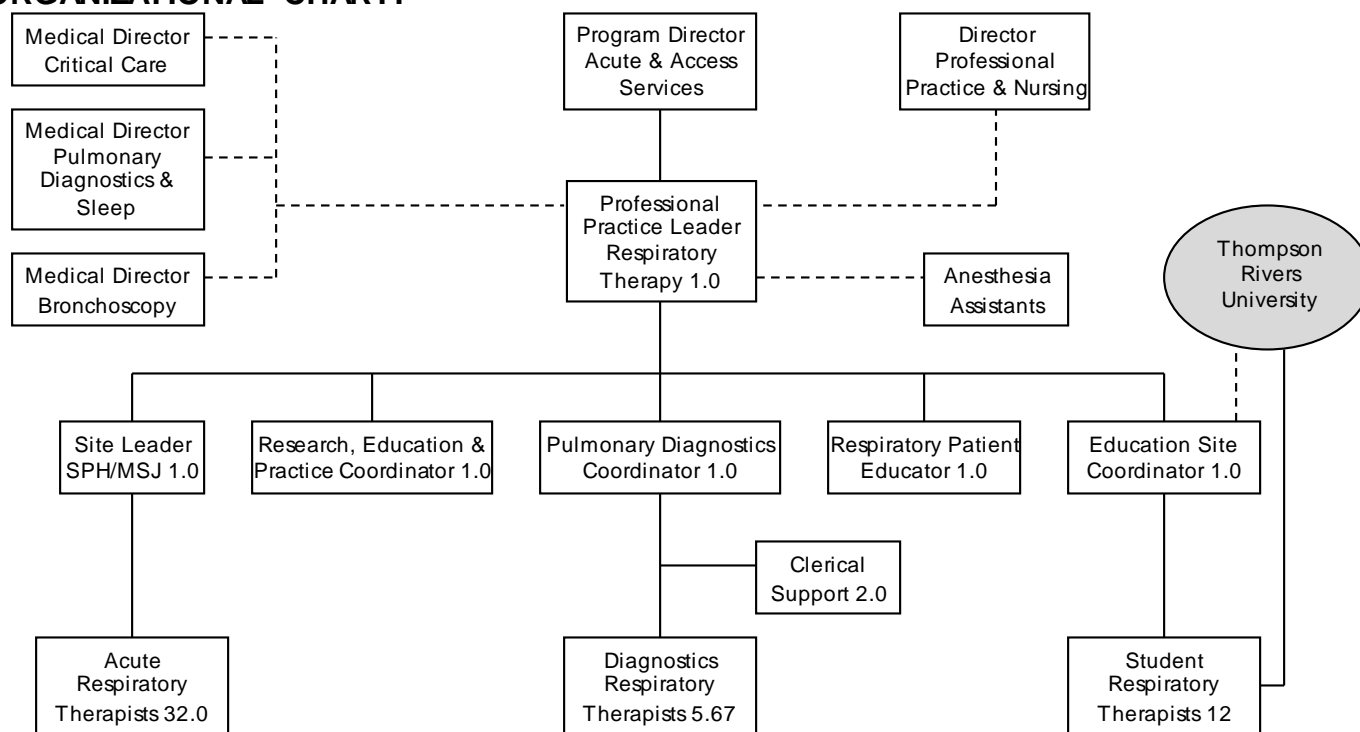 ORGANIZATIONAL CHART:
Medical Director
Critical Care
Program Director
Acute & Access
Services
Director
Professional
Practice & Nursing
Medical Director
Pulmonary
Diagnostics &
Sleep
Professional
Practice Leader
Respiratory
Therapy 1.0
Thompson
Rivers
University
Medical Director
Bronchoscopy
Anesthesia
Assistants
Site Leader
SPH/MSJ 1.0
Research, Education &
Practice Coordinator 1.0
Pulmonary Diagnostics
Coordinator 1.0
Respiratory Patient
Educator 1.0
Education Site
Coordinator 1.0
Clerical
Support 2.0
Acute
Respiratory
Therapists 32.0
Diagnostics
Respiratory
Therapists 5.67
Student
Respiratory
Therapists 12